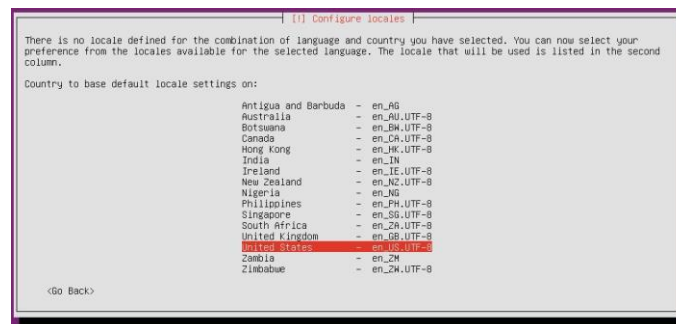 [!] Configure locales
There is no locale defined for the combination of language and country you have selected. You can now select your
preference from the locales available for the selected language. The locale that will be used is listed in the second
column.
Country to base default locale settings on:
Antigua and Barbuda - en_AG
Australia - en_AU.UTF-8
Botswana - en_BW.UTF-8
Canada - en_CA.UTF-8
Hong Kong - en_HK.UTF-8
India - en_IN
Ireland - en_IE.UTF-8
New Zealand - en_NZ.UTF-8
Nigeria - en_NG
Philippines - en_PH.UTF-8
Singapore - en_SG.UTF-8
South Africa - en_ZA.UTF-8
United Kingdom - en_GB.UTF-8
United States - en_US.UTF-8
Zambia - en_ZM
Zimbabwe - en_ZW.UTF-8
<Go Back>